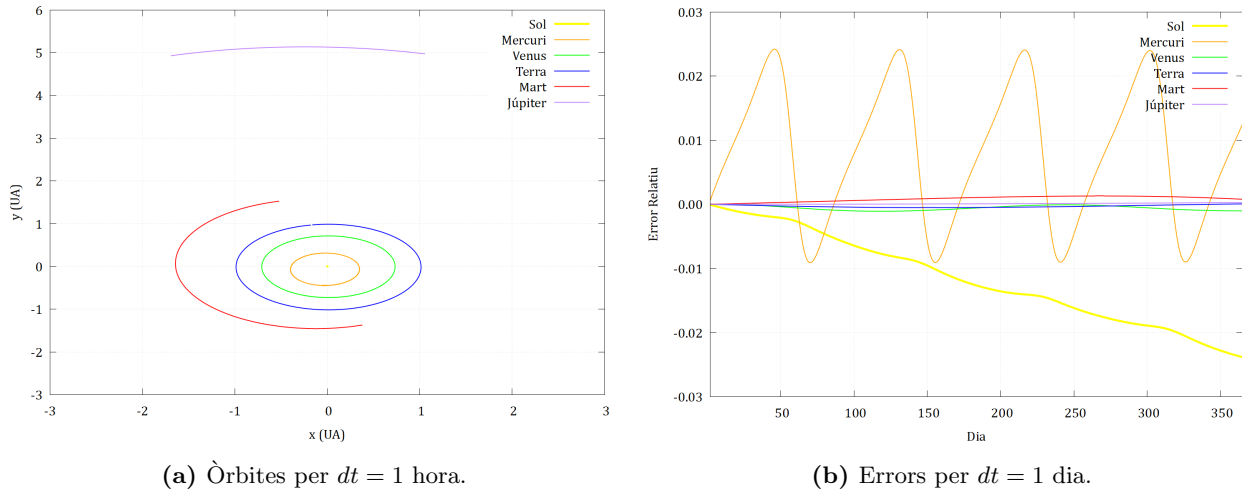 6
5
4
3
2
1
0
-1
-2
-3
-3
-2
-1
0
1
2
3
y (UA)
x (UA)
Sol
Mercuri
Venus
Terra
Mart
Júpiter
(a) Òrbites per dt = 1 hora.
0.03
0.02
0.01
0.00
-0.01
-0.02
-0.03
50
100
150
200
250
300
350
Error Relatiu
Dia
Sol
Mercuri
Venus
Terra
Mart
Júpiter
(b) Errors per dt = 1 dia.